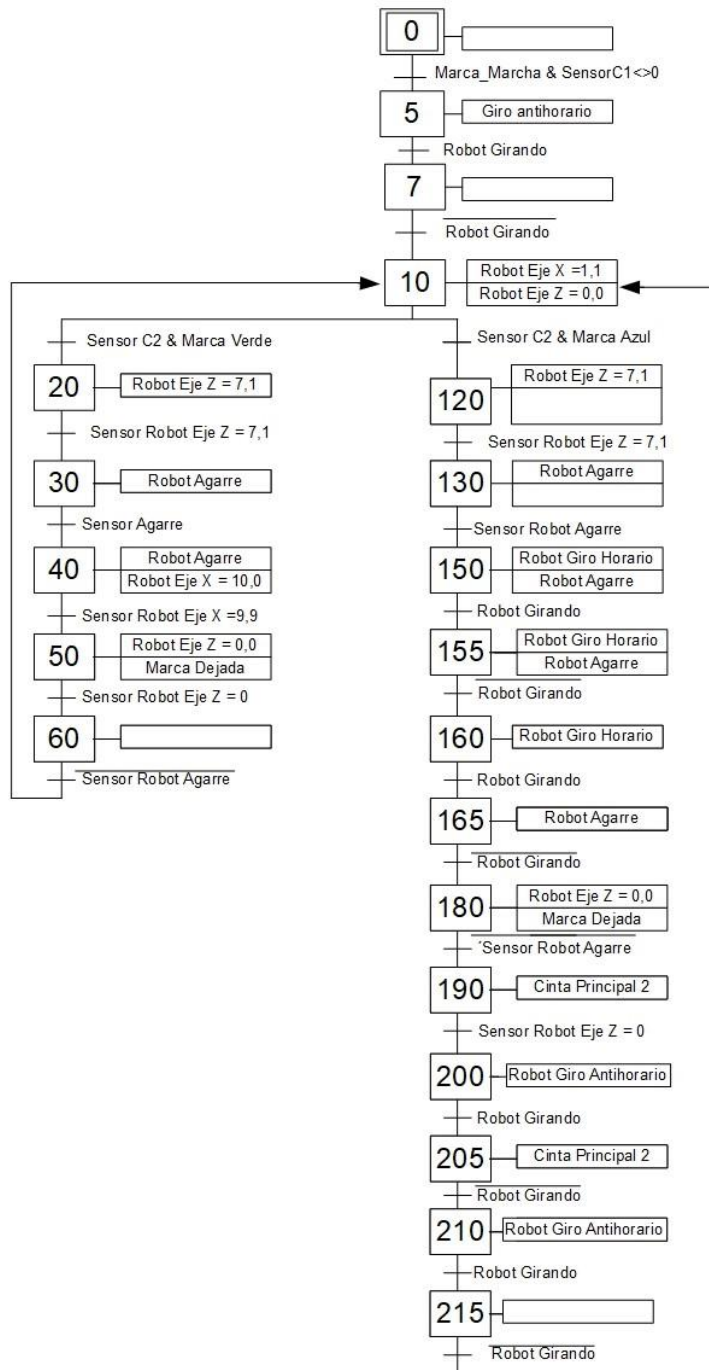 0
Marca_Marcha & SensorC1<>0
5
Giro antihorario
Robot Girando
7
Robot Girando
10
Robot Eje X =1,1
Robot Eje Z = 0,0
Sensor C2 & Marca Verde
20
Robot Eje Z = 7,1
Sensor Robot Eje Z = 7,1
30
Robot Agarre
Sensor Agarre
40
Robot Agarre
Robot Eje X = 10,0
Sensor Robot Eje X =9,9
50
Robot Eje Z = 0,0
Marca Dejada
Sensor Robot Eje Z = 0
60
Sensor Robot Agarre
Sensor C2 & Marca Azul
120
Robot Eje Z = 7,1
Sensor Robot Eje Z = 7,1
130
Robot Agarre
Sensor Robot Agarre
150
Robot Giro Horario
Robot Agarre
Robot Girando
155
Robot Giro Horario
Robot Agarre
Robot Girando
160
Robot Giro Horario
Robot Girando
165
Robot Agarre
Robot Girando
180
Robot Eje Z = 0,0
Marca Dejada
´Sensor Robot Agarre
190
Cinta Principal 2
Sensor Robot Eje Z = 0
200
Robot Giro Antihorario
Robot Girando
205
Cinta Principal 2
Robot Girando
210
Robot Giro Antihorario
Robot Girando
215
Robot Girando